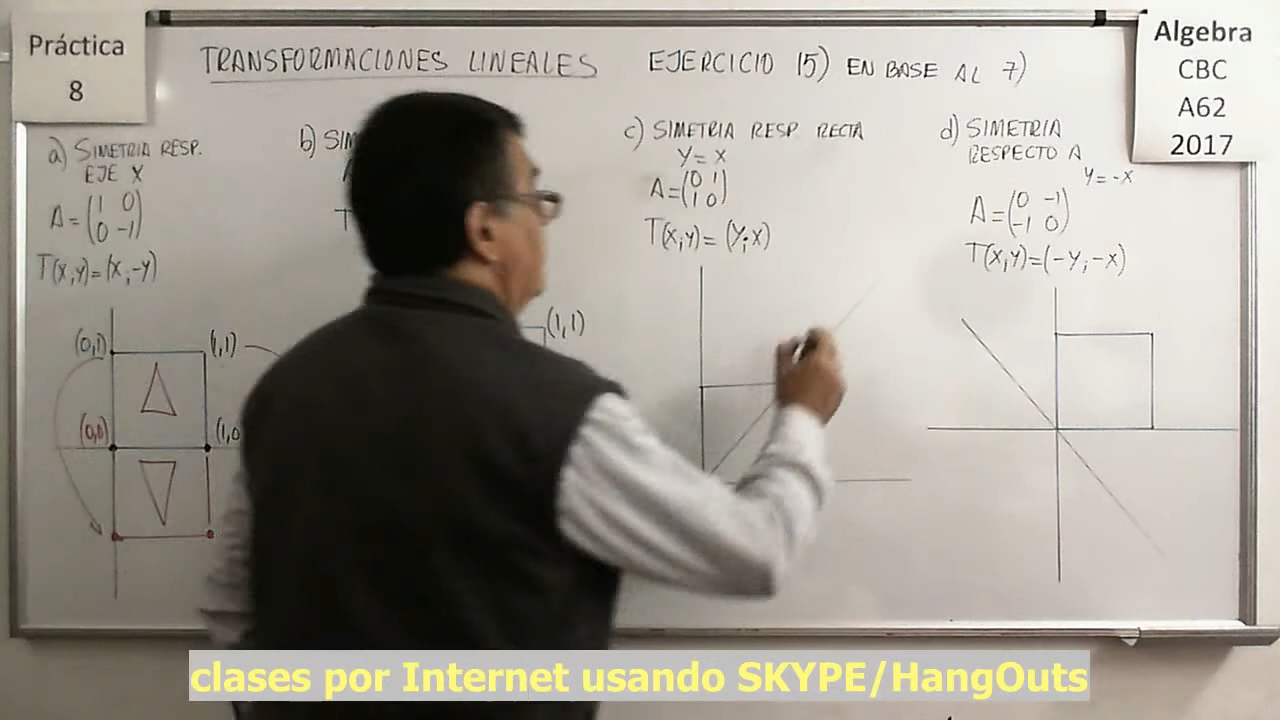 Práctica
8
Algebra
CBC
A62
2017
TRANSFORMACIONES LINEALES EJERCICIO 15) EN BASE AL 7)
a) SIMETRIA RESP.
EJE X
A = (1 0
0 -1)
T(x,y)=(x,-y)
(0,1)
(1,1)
(0,0)
(1,0
b) SIM
(1,1)
c) SIMETRIA RESP RECTA
Y = X
A=(0 1
1 0)
T(x,y)= (y;x)
d) SIMETRIA
RESPECTO A
Y = -X
A = (0 -1
-1 0)
T(x,y)=(-y;-x)
clases por Internet usando SKYPE/HangOuts